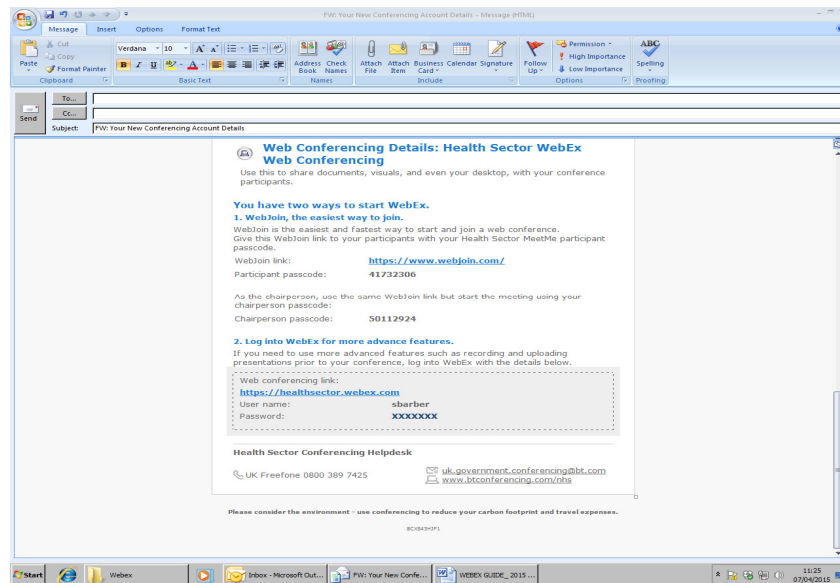 FW: Your New Conferencing Account Details - Message (HTML)
Message Insert Options Format Text
Paste
Cut
Copy
Format Painter
Clipboard
Verdana 10
B I U
Basic Text
Address Book
Check Names
Names
Attach File
Attach Item
Business Card
Calendar
Signature
Include
Follow Up
Permission
High Importance
Low Importance
Options
ABC
Spelling
Proofing
Send
To...
Cc...
Subject: FW: Your New Conferencing Account Details
Web Conferencing Details: Health Sector WebEx
Web Conferencing
Use this to share documents, visuals, and even your desktop, with your conference
participants.
You have two ways to start WebEx.
1. WebJoin, the easiest way to join.
WebJoin is the easiest and fastest way to start and join a web conference.
Give this WebJoin link to your participants with your Health Sector MeetMe participant
passcode.
WebJoin link: https://www.webjoin.com/
Participant passcode: 41732306
As the chairperson, use the same WebJoin link but start the meeting using your
chairperson passcode:
Chairperson passcode: 50112924
2. Log into WebEx for more advance features.
If you need to use more advanced features such as recording and uploading
presentations prior to your conference, log into WebEx with the details below.
Web conferencing link:
https://healthsector.webex.com
User name: sbarber
Password: XXXXXXX
Health Sector Conferencing Helpdesk
UK Freefone 0800 389 7425
uk.government.conferencing@bt.com
www.btconferencing.com/nhs
Please consider the environment - use conferencing to reduce your carbon footprint and travel expenses.
Start
Webex
Inbox - Microsoft Out...
FW: Your New Confe...
WEBEX GUIDE_ 2015 ...
11:25
07/04/2015